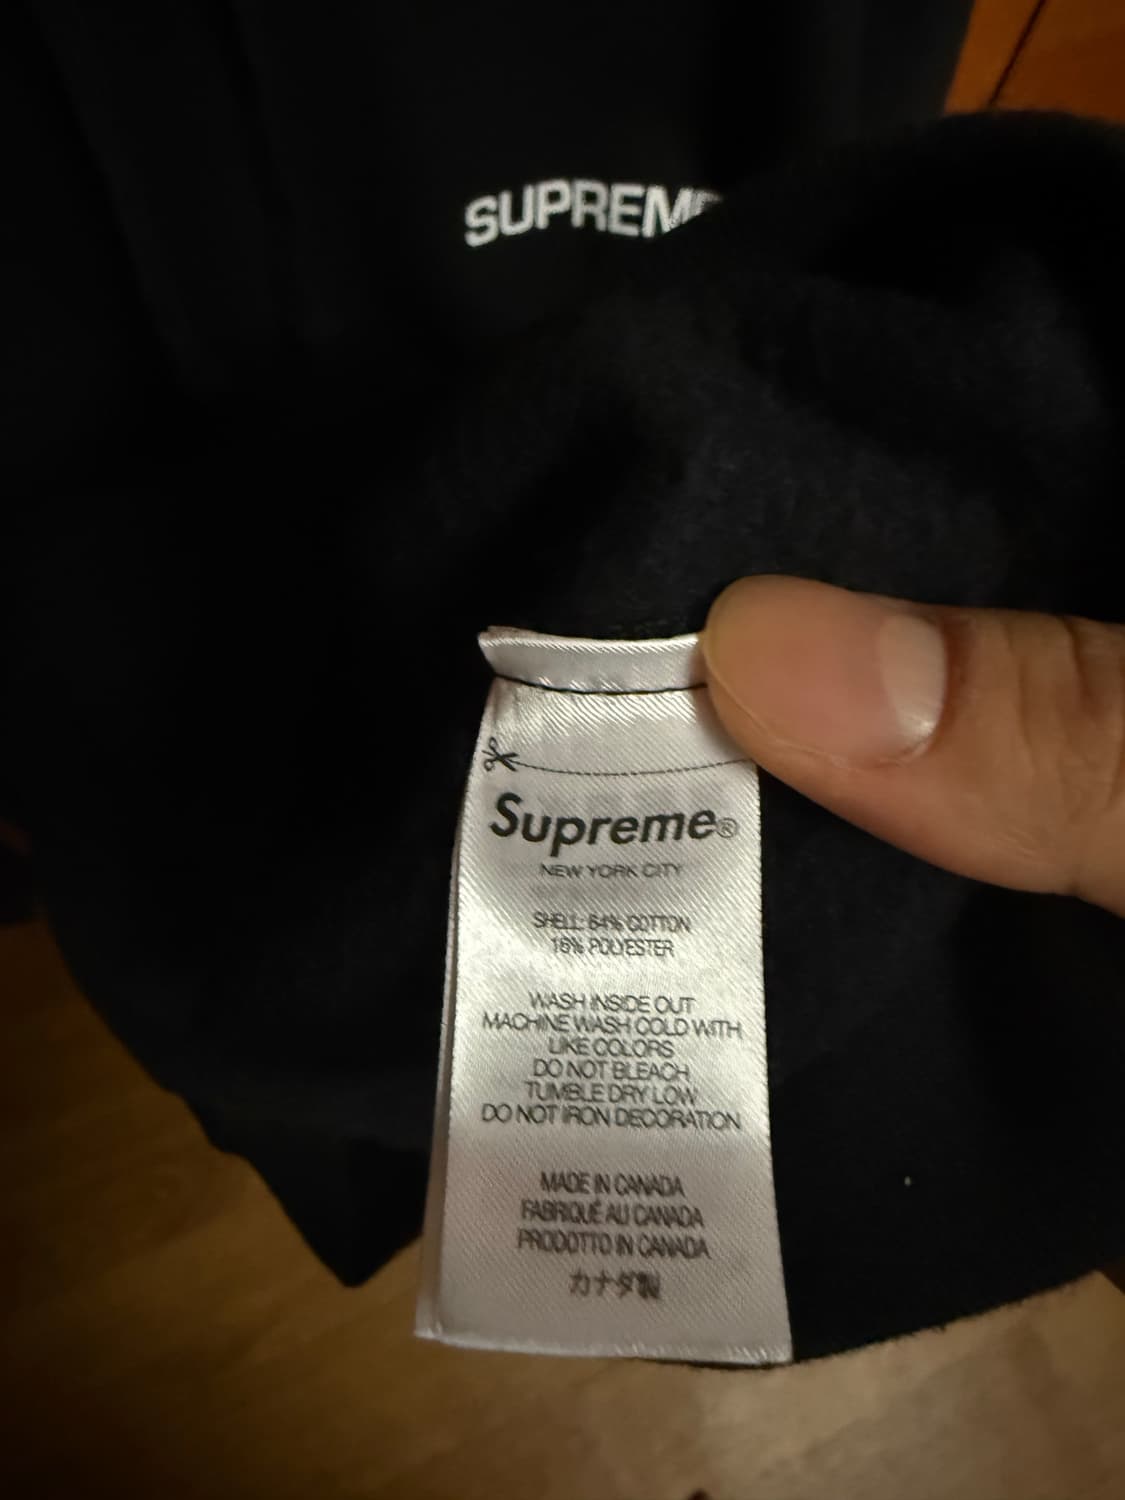 SUPREME
Supreme®
NEW YORK CITY
SHELL: 84% COTTON
16% POLYESTER
WASH INSIDE OUT
MACHINE WASH COLD WITH
LIKE COLORS
DO NOT BLEACH
TUMBLE DRY LOW
DO NOT IRON DECORATION
MADE IN CANADA
FABRIQUÉ AU CANADA
PRODOTTO IN CANADA
カナダ製